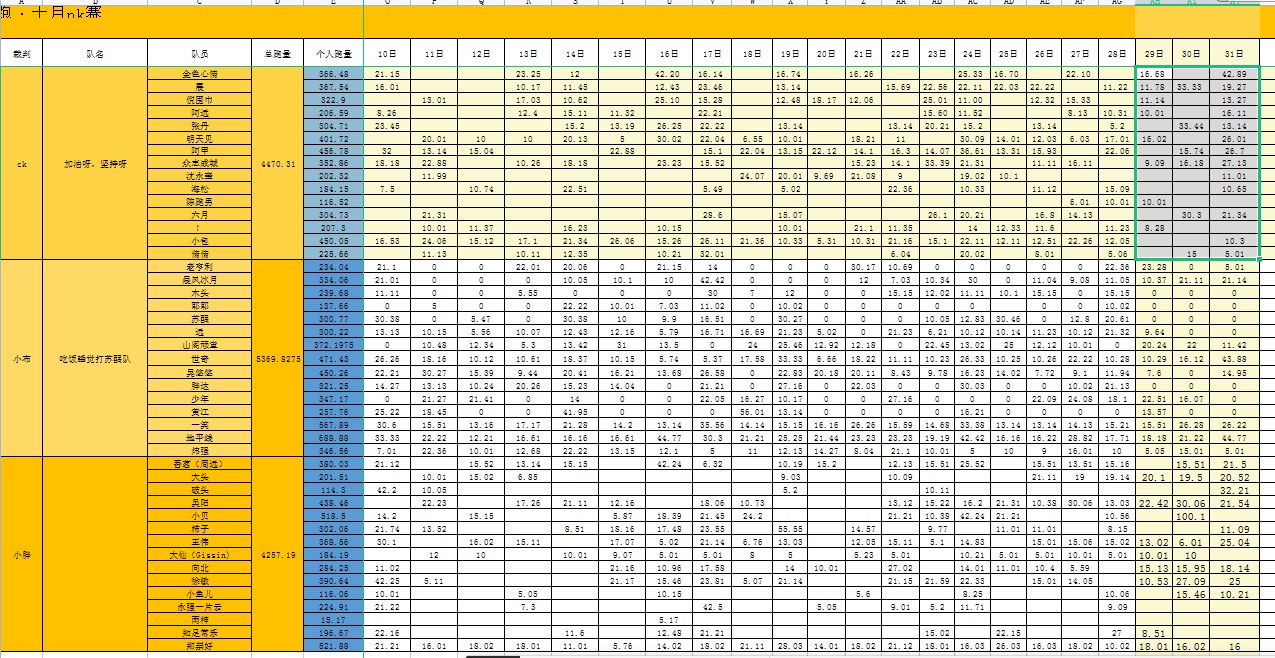 跑·十月pk赛
裁判 队名 队员 总跑量 个人跑量 10日 11日 12日 13日 14日 15日 16日 17日 18日 19日 20日 21日 22日 23日 24日 25日 26日 27日 28日 29日 30日 31日
金色心情 366.48 21.15 23.25 12 42.20 16.14 16.74 16.26 25.33 16.70 22.10 16.68 42.89
晨 367.54 16.01 10.17 11.45 12.43 23.46 13.14 15.69 22.56 22.11 22.03 22.22 11.22 11.78 33.33 19.27
倪围巾 322.9 13.01 17.03 10.62 25.10 15.28 12.48 18.17 12.06 25.01 11.00 12.32 15.33 11.14 13.27
阿远 206.59 8.26 12.4 15.11 11.32 22.21 15.60 11.52 8.13 10.31 10.01 16.11
张丹 304.71 23.45 15.2 13.19 26.25 22.22 13.14 13.14 20.21 15.2 13.14 5.2 33.44 13.14
明天见 401.72 20.01 10 10 20.13 5 30.02 22.04 6.55 10.01 18.21 11 30.09 14.01 12.03 6.03 17.01 16.02 26.01
阿甲 456.78 32 13.14 15.04 22.88 15.1 22.04 13.15 22.12 14.1 16.3 14.07 36.61 13.31 15.93 22.06 15.74 26.7
众志成城 352.86 18.18 22.88 10.26 18.18 23.23 15.52 15.23 14.1 33.39 21.31 11.11 16.11 9.09 16.18 27.13
ck 加油呀，坚持呀 4470.31
沈永奎 202.32 11.99 24.07 20.01 9.69 21.08 9 19.02 10.1 11.01
海松 184.15 7.5 10.74 22.51 5.49 5.02 22.36 10.33 11.12 15.09 10.65
陈跑男 116.52 6.01 10.01 10.01
六月 304.73 21.31 28.6 15.07 26.1 20.21 16.8 14.13 30.3 21.34
！ 207.3 10.01 11.37 16.23 10.15 10.01 21.1 11.35 14 12.33 11.6 11.23 8.28
小包 450.05 16.53 24.06 15.12 17.1 21.34 26.06 15.26 26.11 21.36 10.33 5.31 10.31 21.16 15.1 22.11 12.11 12.51 22.26 12.05 10.3
倚倚 225.66 11.13 10.11 12.35 10.21 32.01 6.04 20.02 8.01 5.06 15 5.01
老亨利 234.04 21.1 0 0 22.01 20.06 0 21.15 14 0 0 0 30.17 10.69 0 0 0 0 0 22.36 23.28 0 5.01
晨风冰月 334.06 21.01 0 0 0 10.05 10.1 10 42.42 0 0 0 12 7.03 10.34 30 0 11.04 9.08 11.05 10.37 21.11 21.14
木头 239.68 11.11 0 0 5.55 0 0 0 30 7 12 0 0 15.15 12.02 11.11 10.1 15.15 0 15.15 0 0 0
耶耶 137.66 0 5 0 0 22.22 10.01 7.03 11.02 0 10.02 0 0 0 0 0 0 0 0 10.02 0 0 0
苏醒 300.77 30.38 0 5.47 0 30.38 10 9.9 16.51 0 30.27 0 0 0 10.05 12.83 30.46 0 12.8 20.61 0 0 0
远 300.22 13.13 10.15 5.56 10.07 12.43 12.16 5.79 16.71 16.69 21.23 5.02 0 21.23 6.21 10.12 10.14 11.23 10.12 21.32 9.64 0 0
山阁顽童 372.1975 0 10.48 12.34 5.3 13.42 31 13.5 0 24 25.46 12.92 12.18 0 22.45 13.02 25 12.12 10.01 0 20.24 22 11.42
小布 吃饭睡觉打苏醒队 5369.8275
世奇 471.43 26.26 18.16 10.12 10.61 18.37 10.15 5.74 5.37 17.58 33.33 6.66 18.22 11.11 10.23 26.33 10.25 10.26 22.22 10.28 10.29 16.12 43.88
吴悠悠 450.26 22.21 30.27 15.39 9.44 20.41 16.21 13.68 26.58 0 22.83 20.18 20.11 8.43 9.78 16.23 14.02 7.72 9.1 11.94 7.6 0 14.95
胖达 321.25 14.27 13.13 10.24 20.26 15.23 14.04 0 21.21 0 27.16 0 22.03 0 0 30.03 0 0 10.02 21.13 0 0 0
少年 347.17 0 21.27 21.41 0 14 0 0 22.05 16.27 10.17 0 0 27.16 0 0 0 22.09 24.08 18.1 22.51 16.07 0
黄江 257.76 25.22 18.45 0 0 41.95 0 0 0 56.01 13.14 0 0 0 0 16.21 0 0 0 0 13.57 0 0
一笑 567.89 30.6 15.51 13.16 17.17 21.28 14.2 13.14 35.56 14.14 15.15 16.16 26.26 15.59 14.68 33.38 13.14 13.14 14.13 15.21 15.51 26.28 26.22
地平线 688.88 33.33 22.22 12.21 16.61 16.16 16.61 44.77 30.3 21.21 25.25 21.44 23.23 23.23 19.19 42.42 16.16 16.22 28.82 17.71 18.18 21.22 44.77
炜强 346.56 7.01 22.36 10.01 12.68 22.22 13.15 12.1 5 11 12.13 14.27 8.04 21.1 10.01 5 10 9 16.01 10 5.05 15.01 5.01
吾若（周远） 380.03 21.12 15.52 13.14 15.15 42.24 6.32 10.19 15.2 12.13 15.51 25.52 15.51 13.51 15.16 15.51 21.5
大头 201.51 10.01 15.02 6.85 9.03 10.09 21.11 19 19.14 20.1 19.5 20.52
破头 114.3 42.2 10.05 5.2 10.11 32.21
吴阳 438.46 22.23 17.26 21.11 12.16 18.06 10.73 13.12 15.22 16.2 21.31 10.38 30.06 13.03 22.42 30.06 21.54
小贝 518.5 14.2 15.15 5.87 18.39 21.45 24.2 21.21 10.38 42.24 21.21 10.56 100.1
柿子 302.06 21.74 13.52 8.51 18.16 17.48 23.55 55.55 14.57 9.77 11.01 11.01 8.15 11.09
王伟 368.56 30.1 16.02 15.11 17.07 5.02 21.14 6.76 13.03 12.05 15.11 5.1 14.83 15.01 15.06 15.02 13.02 6.01 25.04
小胖 4257.19
大仙（Gissin） 184.19 12 10 10.01 9.07 5.01 5.01 8 5 5.23 5.01 10.21 5.01 5.01 10.01 5.01 10.01 10
向北 284.25 11.02 21.16 10.96 17.58 14 10.01 27.02 14.01 11.01 10.4 5.59 15.13 15.95 18.14
徐敏 390.64 42.25 5.11 21.17 15.46 23.81 5.07 21.14 21.15 21.59 22.33 15.01 14.05 10.53 27.09 25
小鱼儿 116.06 10.01 5.05 10.15 5.6 8.25 10.06 15.46 10.21
永强一片云 224.91 21.22 7.3 42.5 5.05 9.01 5.2 11.71 9.09
雨神 15.17 5.17
知足常乐 196.67 22.16 11.6 12.48 21.21 15.02 22.15 27 8.51
郑崇好 521.88 21.21 16.01 18.02 18.01 11.01 5.76 14.02 18.02 21.11 28.03 14.01 18.02 21.12 18.01 16.03 26.03 16.03 18.02 10.02 18.01 16.02 16